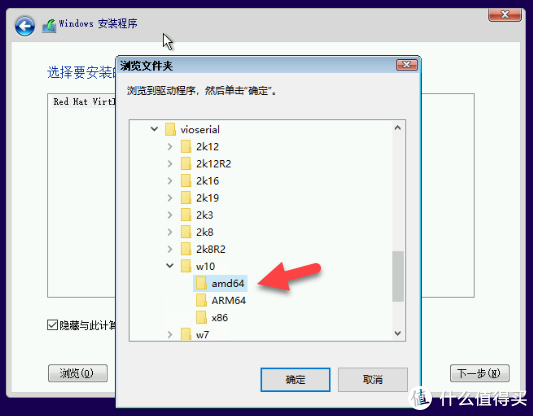 Windows 安装程序
选择要安装的
浏览文件夹
浏览到驱动程序，然后单击“确定”。
Red Hat VirtI
vioserial
2k12
2k12R2
2k16
2k19
2k3
2k8
2k8R2
w10
amd64
ARM64
x86
w7
隐藏与此计算
浏览(O)
确定
取消
下一步(N)
值 什么值得买